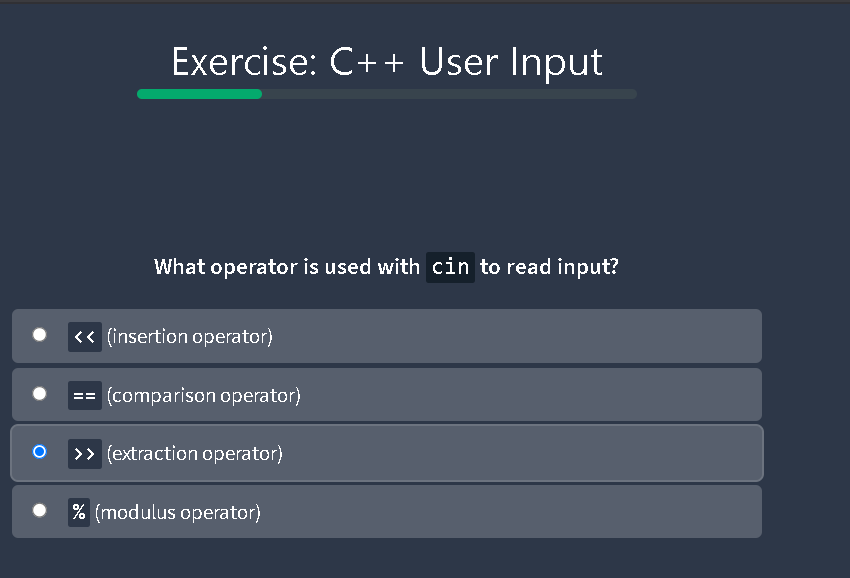 Exercise: C++ User Input
What operator is used with cin to read input?
<< (insertion operator)
== (comparison operator)
>> (extraction operator)
% (modulus operator)